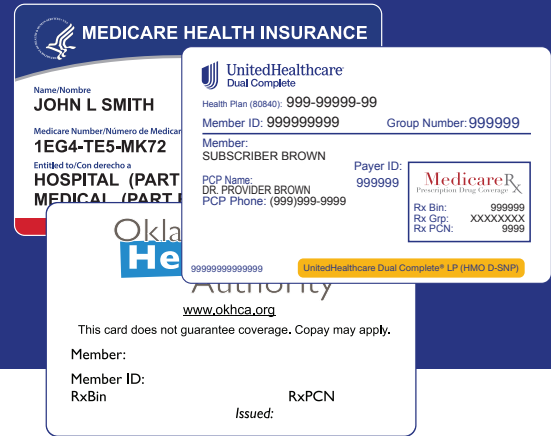 MEDICARE HEALTH INSURANCE
Name/Nombre
JOHN L SMITH
Medicare Number/Número de Medicar
1EG4-TE5-MK72
Entitled to/Con derecho a
HOSPITAL (PART
MEDICAL (PART
UnitedHealthcare®
Dual Complete
Health Plan (80840): 999-99999-99
Member ID: 999999999 Group Number: 999999
Member:
SUBSCRIBER BROWN
Payer ID:
999999
PCP Name:
DR. PROVIDER BROWN
PCP Phone: (999)999-9999
MedicareRx
Prescription Drug Coverage
Rx Bin: 999999
Rx Grp: XXXXXXXX
Rx PCN: 9999
99999999999999 UnitedHealthcare Dual Complete® LP (HMO D-SNP)
Okla
He
Authority
www.okhca.org
This card does not guarantee coverage. Copay may apply.
Member:
Member ID:
RxBin RxPCN
Issued: